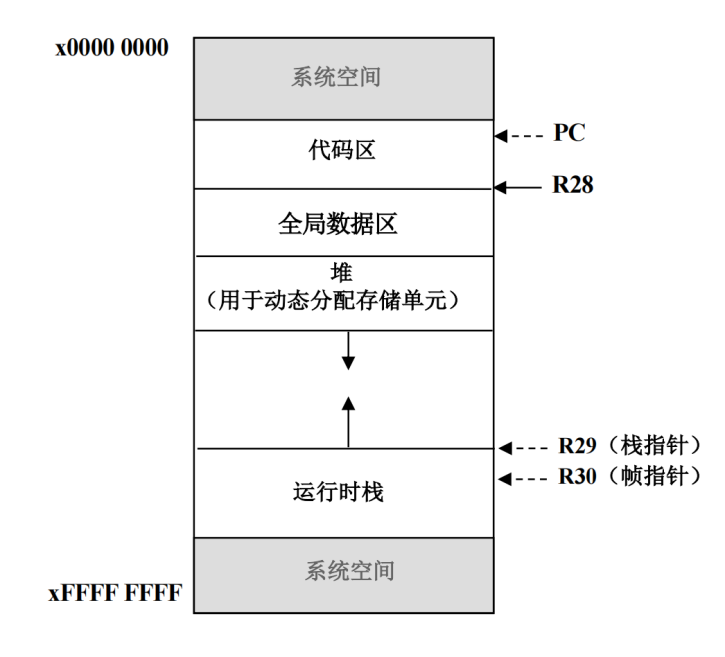 x0000 0000
系统空间
PC
代码区
R28
全局数据区
堆
（用于动态分配存储单元）
R29（栈指针）
R30（帧指针）
运行时栈
系统空间
xFFFF FFFF